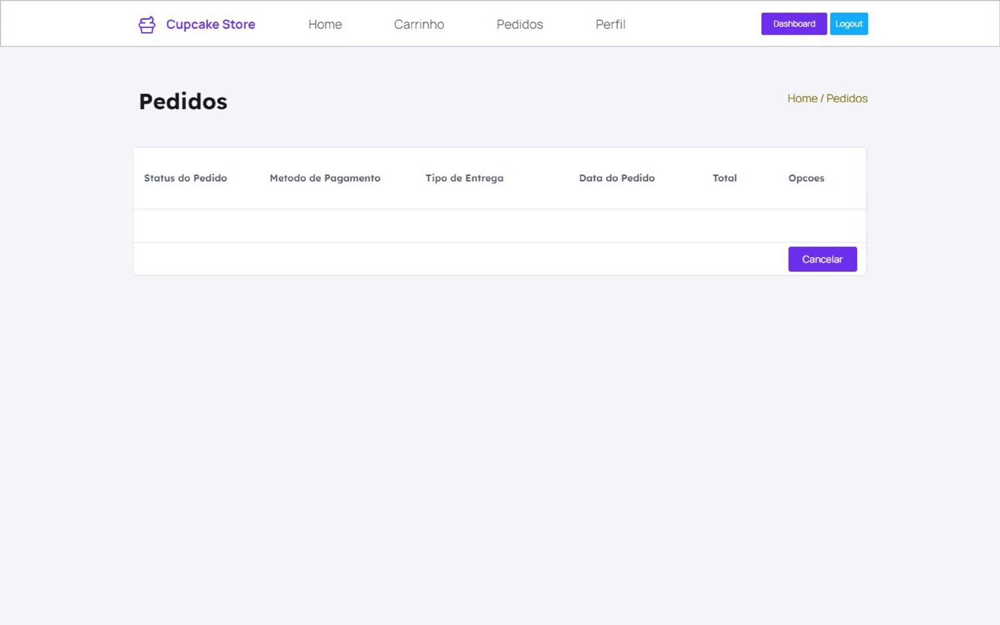 Cupcake Store Home Carrinho Pedidos Perfil Dashboard Logout
Pedidos
Home / Pedidos
Status do Pedido Metodo de Pagamento Tipo de Entrega Data do Pedido Total Opcoes
Cancelar